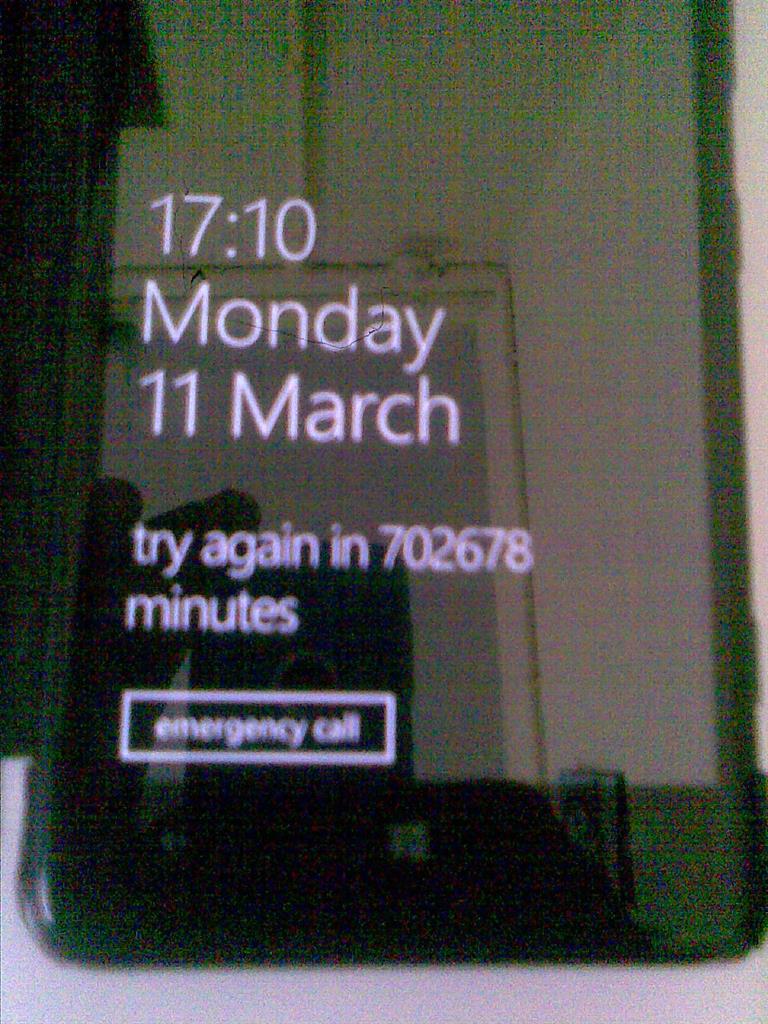 17:10
Monday
11 March
try again in 702678
minutes
emergency call